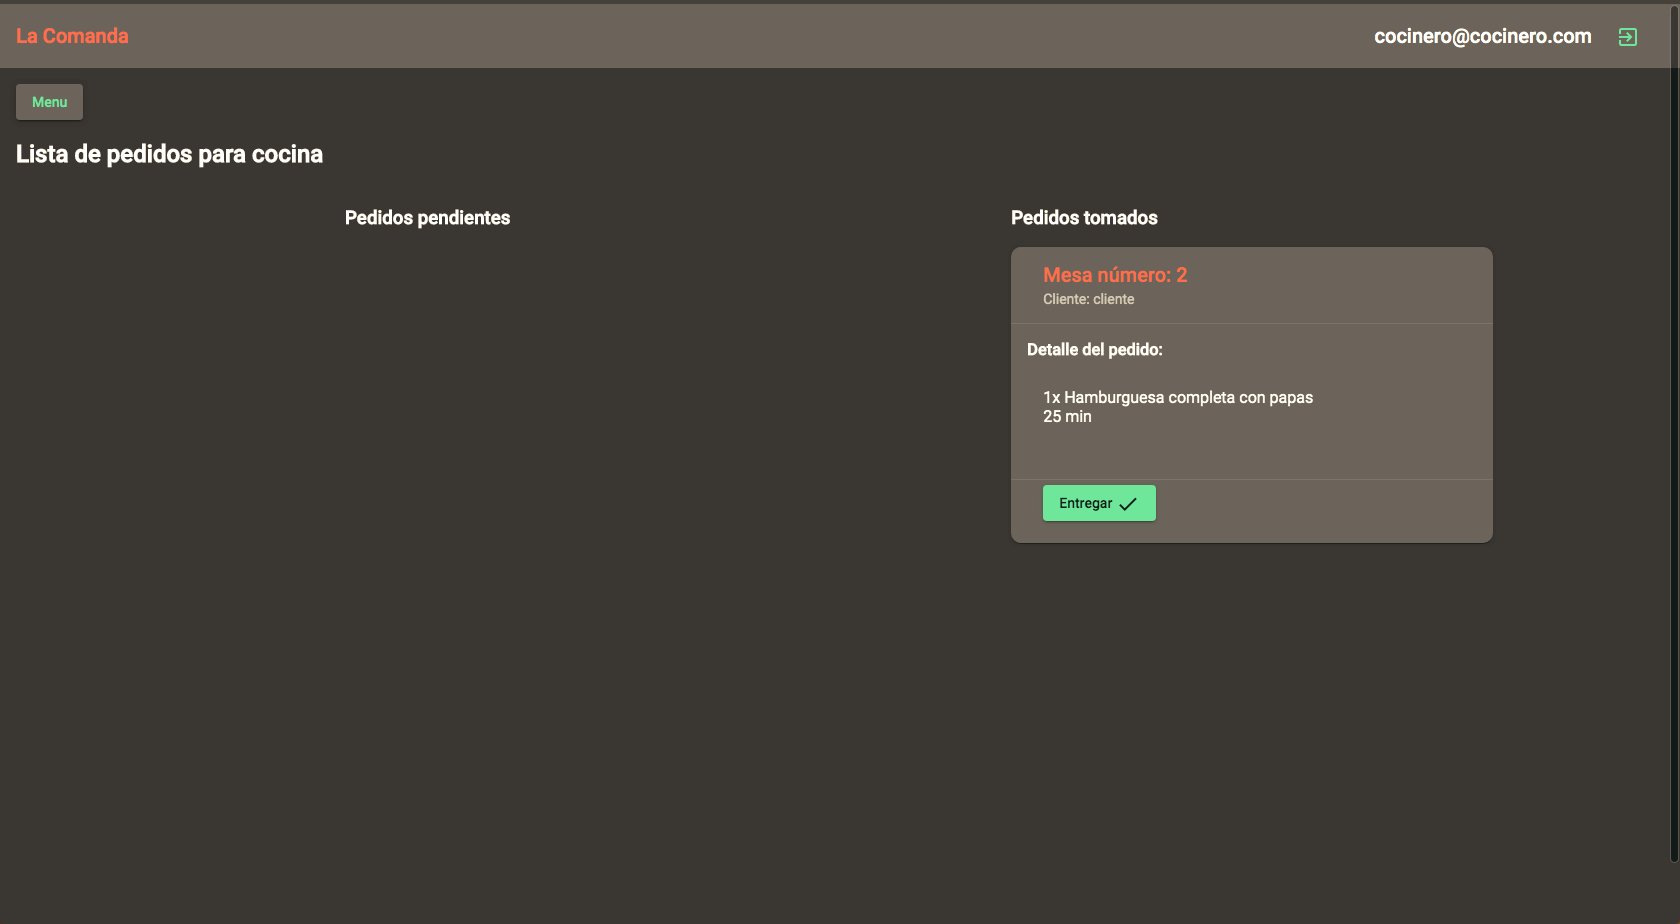 La Comanda
cocinero@cocinero.com
Menu
Lista de pedidos para cocina
Pedidos pendientes
Pedidos tomados
Mesa número: 2
Cliente: cliente
Detalle del pedido:
1x Hamburguesa completa con papas
25 min
Entregar